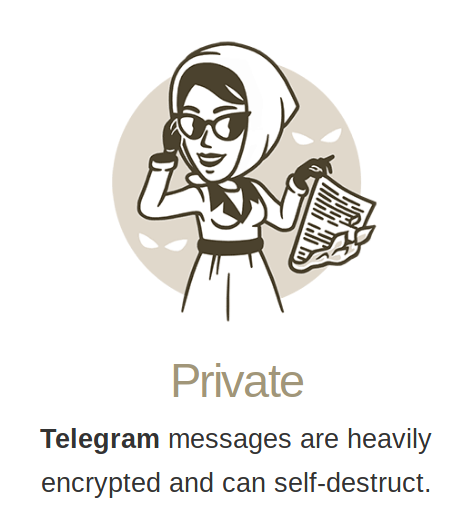 Private
Telegram messages are heavily
encrypted and can self-destruct.